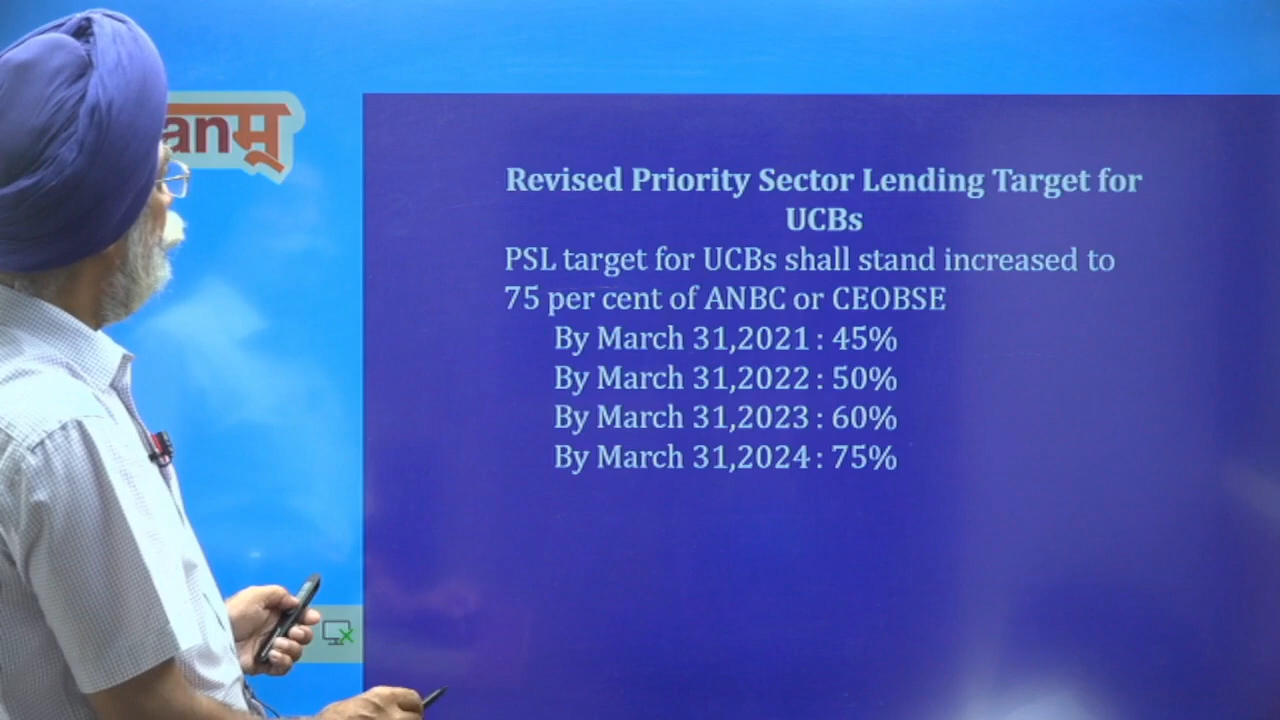 anमू
Revised Priority Sector Lending Target for
UCBs
PSL target for UCBs shall stand increased to
75 per cent of ANBC or CEOBSE
By March 31,2021 : 45%
By March 31,2022 : 50%
By March 31,2023 : 60%
By March 31,2024 : 75%